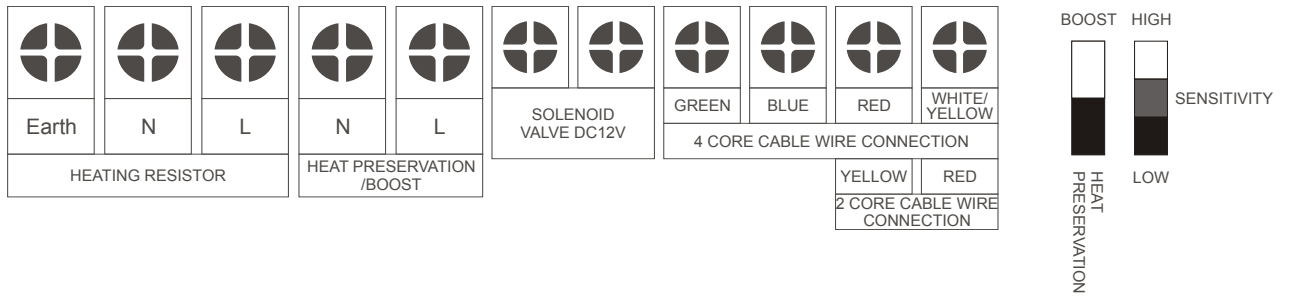 BOOST HIGH
Earth N L N L
SOLENOID
VALVE DC12V
GREEN BLUE RED WHITE/
YELLOW
SENSITIVITY
HEATING RESISTOR
HEAT PRESERVATION
/BOOST
4 CORE CABLE WIRE CONNECTION
YELLOW RED
2 CORE CABLE WIRE
CONNECTION
HEAT
PRESERVATION
LOW